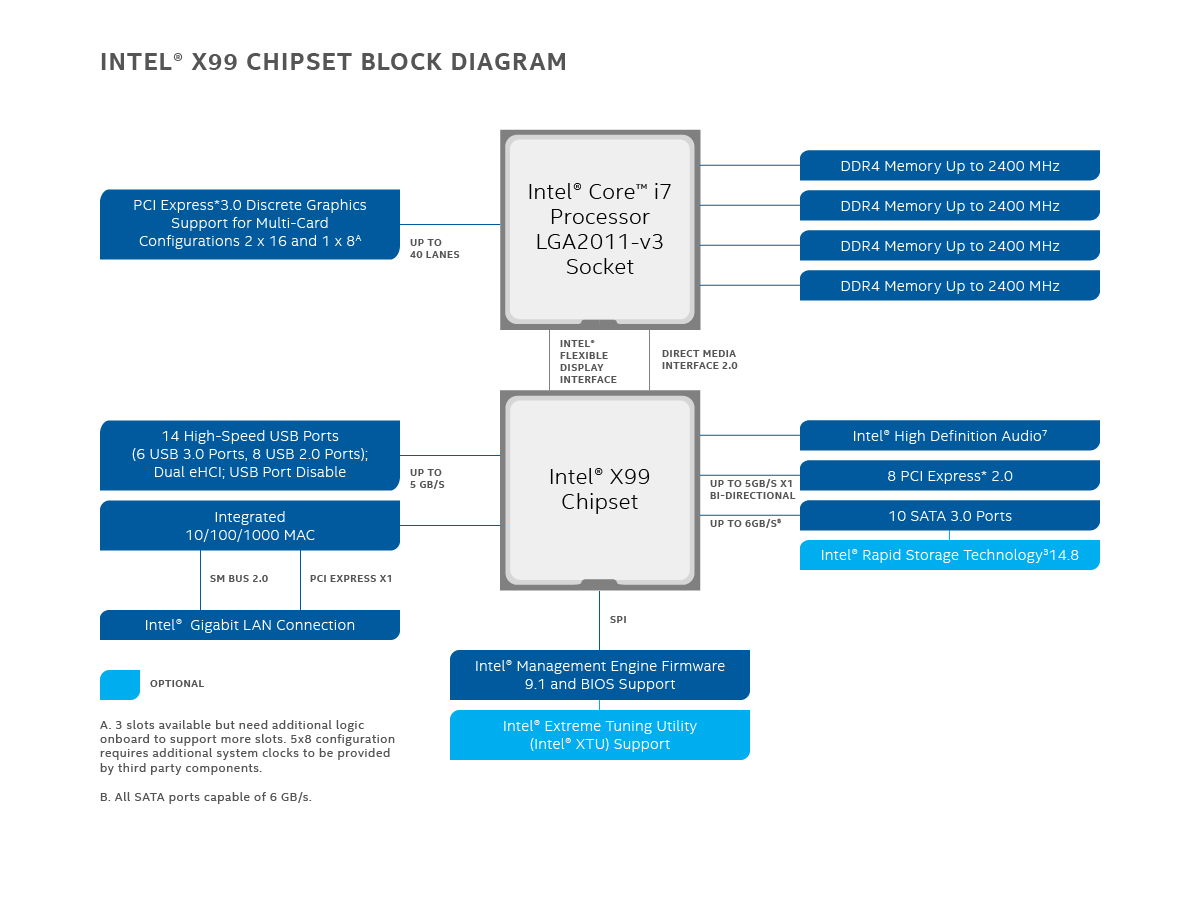 INTEL® X99 CHIPSET BLOCK DIAGRAM
PCI Express*3.0 Discrete Graphics
Support for Multi-Card
Configurations 2 x 16 and 1 x 8ᴬ
UP TO
40 LANES
Intel® Core™ i7
Processor
LGA2011-v3
Socket
DDR4 Memory Up to 2400 MHz
DDR4 Memory Up to 2400 MHz
DDR4 Memory Up to 2400 MHz
DDR4 Memory Up to 2400 MHz
INTEL®
FLEXIBLE
DISPLAY
INTERFACE
DIRECT MEDIA
INTERFACE 2.0
14 High-Speed USB Ports
(6 USB 3.0 Ports, 8 USB 2.0 Ports);
Dual eHCI; USB Port Disable
UP TO
5 GB/S
Integrated
10/100/1000 MAC
SM BUS 2.0
PCI EXPRESS X1
Intel® Gigabit LAN Connection
Intel® X99
Chipset
Intel® High Definition Audio⁷
UP TO 5GB/S X1
BI-DIRECTIONAL
8 PCI Express* 2.0
UP TO 6GB/Sᴮ
10 SATA 3.0 Ports
Intel® Rapid Storage Technology³14.8
SPI
Intel® Management Engine Firmware
9.1 and BIOS Support
Intel® Extreme Tuning Utility
(Intel® XTU) Support
OPTIONAL
A. 3 slots available but need additional logic
onboard to support more slots. 5x8 configuration
requires additional system clocks to be provided
by third party components.
B. All SATA ports capable of 6 GB/s.